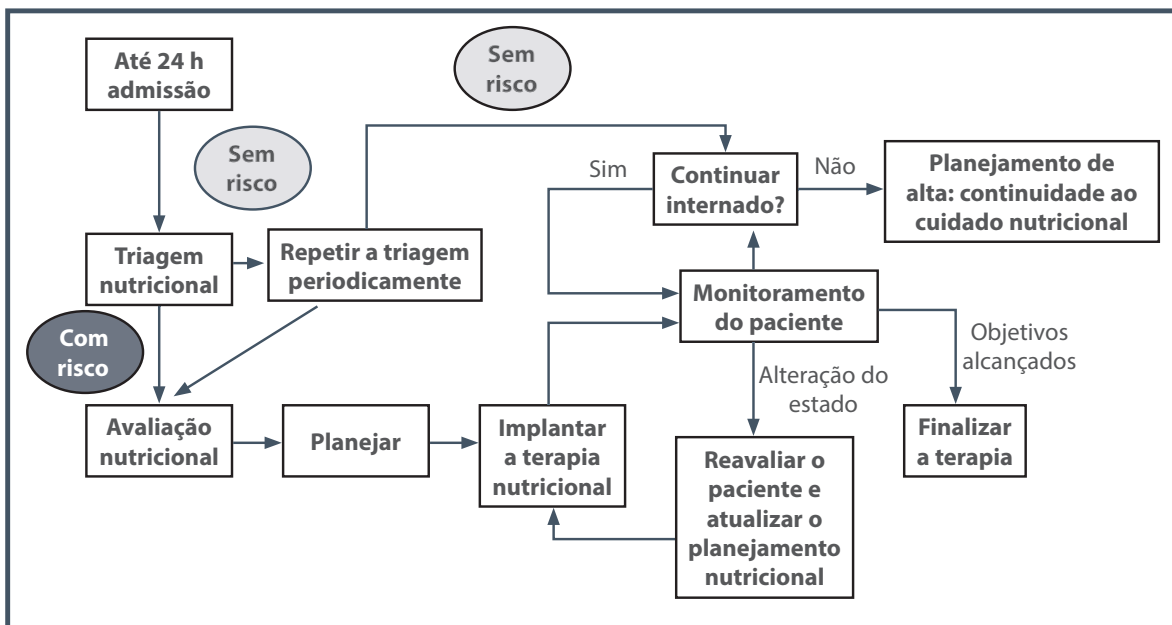 Até 24 h
admissão
Sem
risco
Sem
risco
Triagem
nutricional
Repetir a triagem
periodicamente
Sim
Continuar
internado?
Não
Planejamento de
alta: continuidade ao
cuidado nutricional
Monitoramento
do paciente
Com
risco
Objetivos
alcançados
Alteração do
estado
Avaliação
nutricional
Planejar
Implantar
a terapia
nutricional
Finalizar
a terapia
Reavaliar o
paciente e
atualizar o
planejamento
nutricional